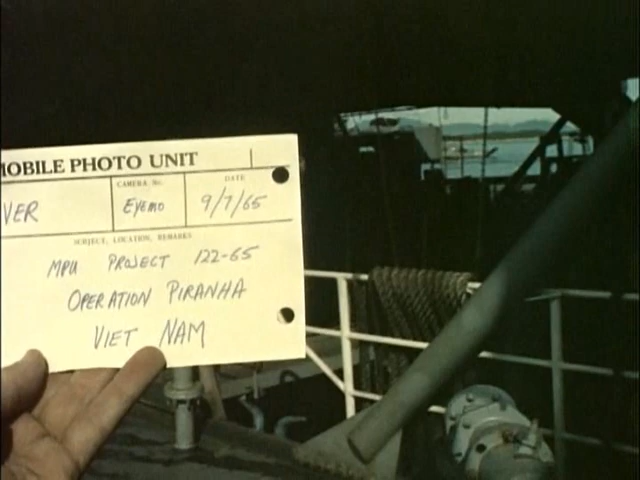 MOBILE PHOTO UNIT
VER CAMERA No. EYEMO DATE 9/7/65
SUBJECT, LOCATION, REMARKS
MPU PROJECT 122-65
OPERATION PIRANHA
VIET NAM